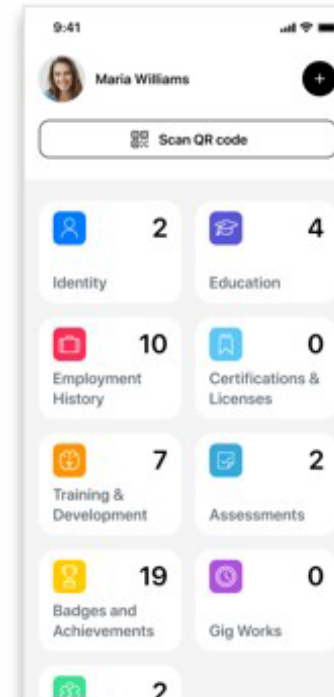 9:41
Maria Williams
Scan QR code
2 4
Identity Education
10 0
Employment Certifications &
History Licenses
7 2
Training &
Development Assessments
19 0
Badges and
Achievements Gig Works
2